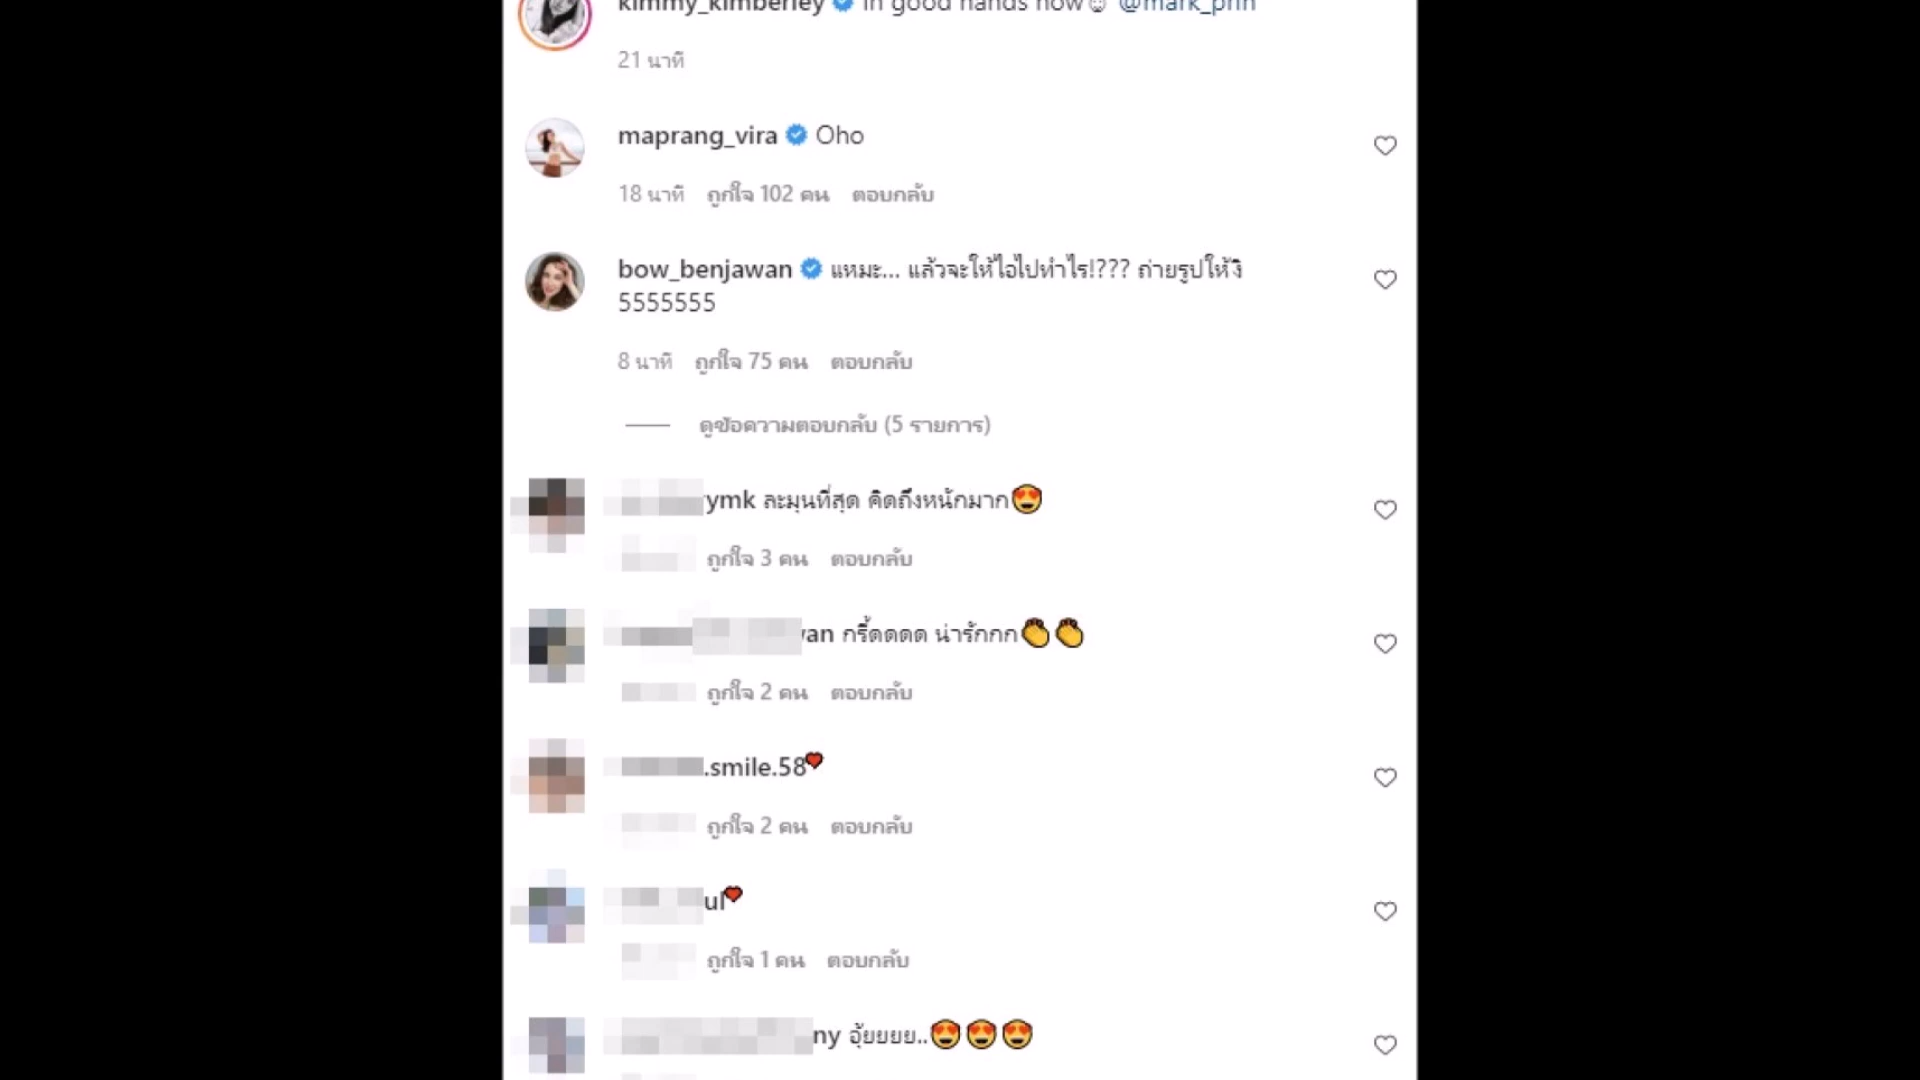 kimmy_kimberley In good hands now @mark_prin
21 นาที
maprang_vira Oho
18 นาที ถูกใจ 102 คน ตอบกลับ
bow_benjawan แหมะ... แล้วจะให้ไอไปทำไร!??? ถ่ายรูปให้งิ
5555555
8 นาที ถูกใจ 75 คน ตอบกลับ
ดูข้อความตอบกลับ (5 รายการ)
ymk ละมุนที่สุด คิดถึงหนักมาก😍
ถูกใจ 3 คน ตอบกลับ
wan กรี้ดดดด น่ารักกก👏👏
ถูกใจ 2 คน ตอบกลับ
.smile.58❤
ถูกใจ 2 คน ตอบกลับ
ul❤
ถูกใจ 1 คน ตอบกลับ
ny อุ้ยยยย..😍😍😍